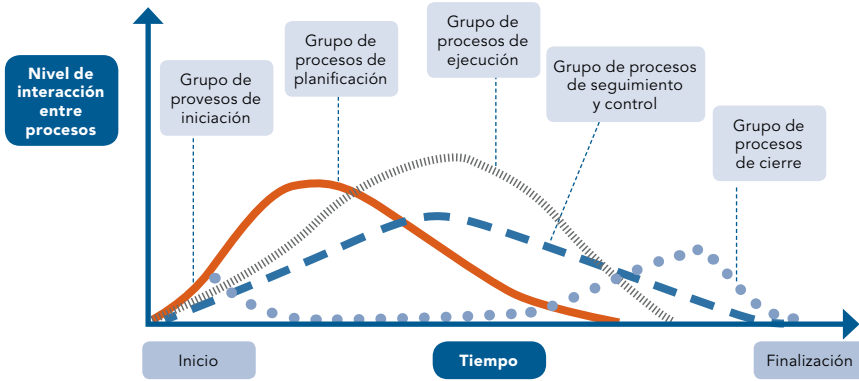 Nivel de
interacción
entre
procesos
Grupo de
provesos de
iniciación
Grupo de
procesos de
planificación
Grupo de
procesos de
ejecución
Grupo de procesos
de seguimiento
y control
Grupo de
procesos
de cierre
Inicio
Tiempo
Finalización